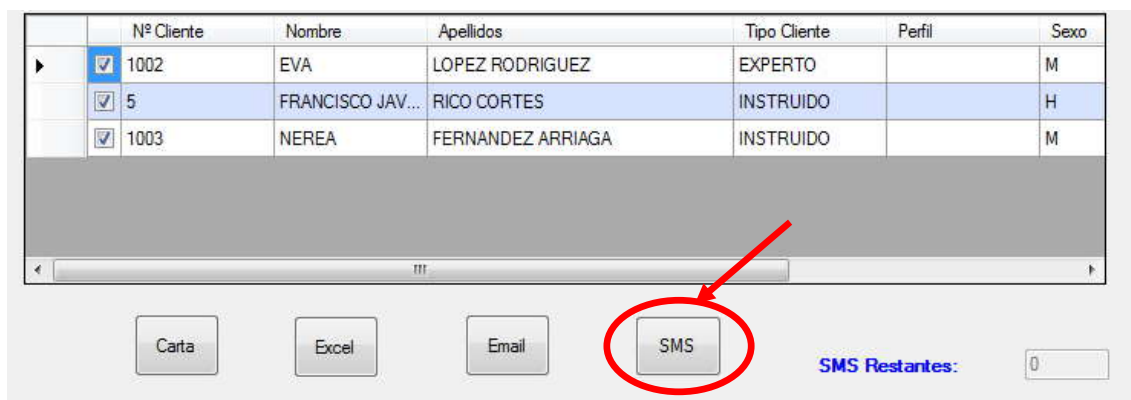 Nº Cliente Nombre Apellidos Tipo Cliente Perfil Sexo
1002 EVA LOPEZ RODRIGUEZ EXPERTO M
5 FRANCISCO JAV... RICO CORTES INSTRUIDO H
1003 NEREA FERNANDEZ ARRIAGA INSTRUIDO M
Carta Excel Email SMS SMS Restantes: 0